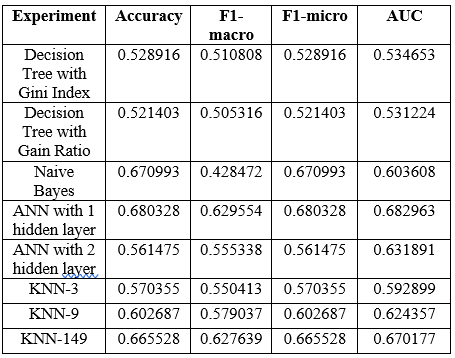 Experiment Accuracy F1- F1-micro AUC
macro
Decision 0.528916 0.510808 0.528916 0.534653
Tree with
Gini Index
Decision 0.521403 0.505316 0.521403 0.531224
Tree with
Gain Ratio
Naive 0.670993 0.428472 0.670993 0.603608
Bayes
ANN with 1 0.680328 0.629554 0.680328 0.682963
hidden layer
ANN with 2 0.561475 0.555338 0.561475 0.631891
hidden layer
KNN-3 0.570355 0.550413 0.570355 0.592899
KNN-9 0.602687 0.579037 0.602687 0.624357
KNN-149 0.665528 0.627639 0.665528 0.670177